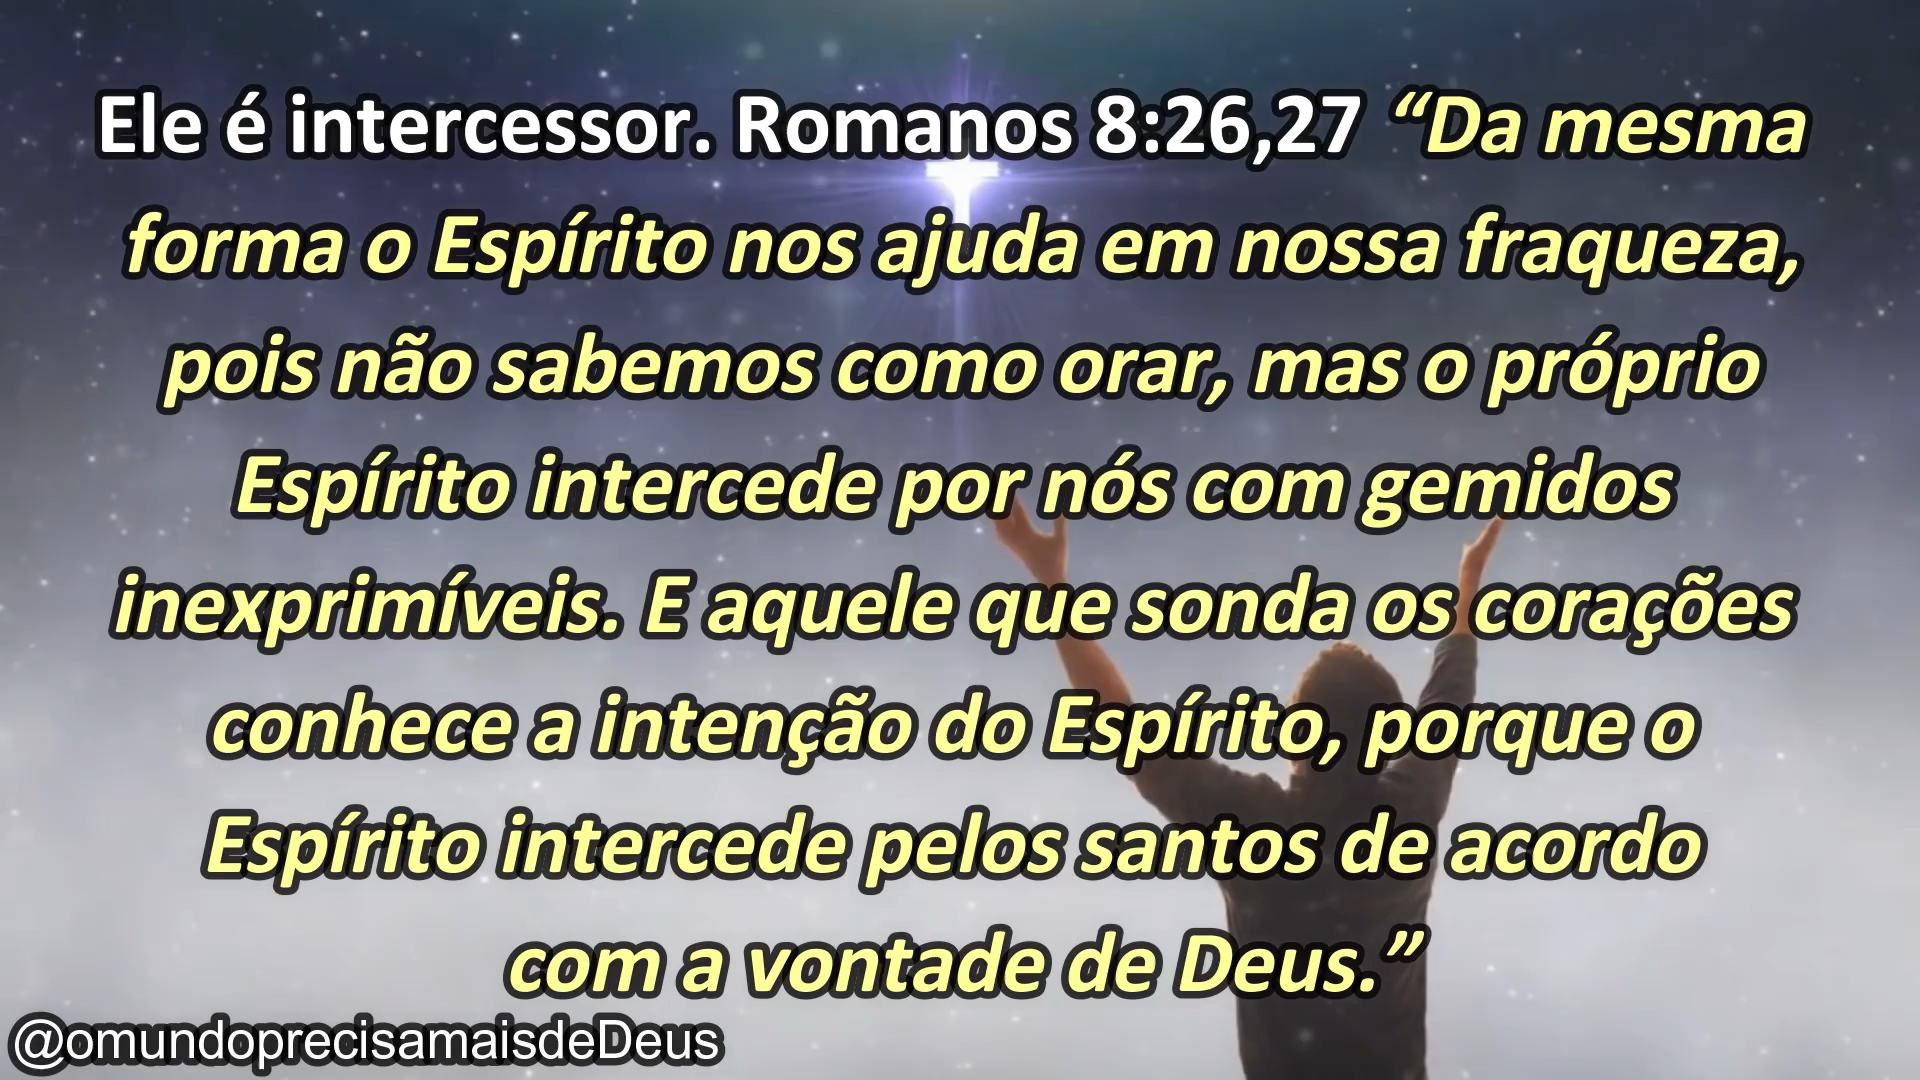 Ele é intercessor. Romanos 8:26,27 “Da mesma
forma o Espírito nos ajuda em nossa fraqueza,
pois não sabemos como orar, mas o próprio
Espírito intercede por nós com gemidos
inexprimíveis. E aquele que sonda os corações
conhece a intenção do Espírito, porque o
Espírito intercede pelos santos de acordo
com a vontade de Deus.”
@omundoprecisamaisdeDeus